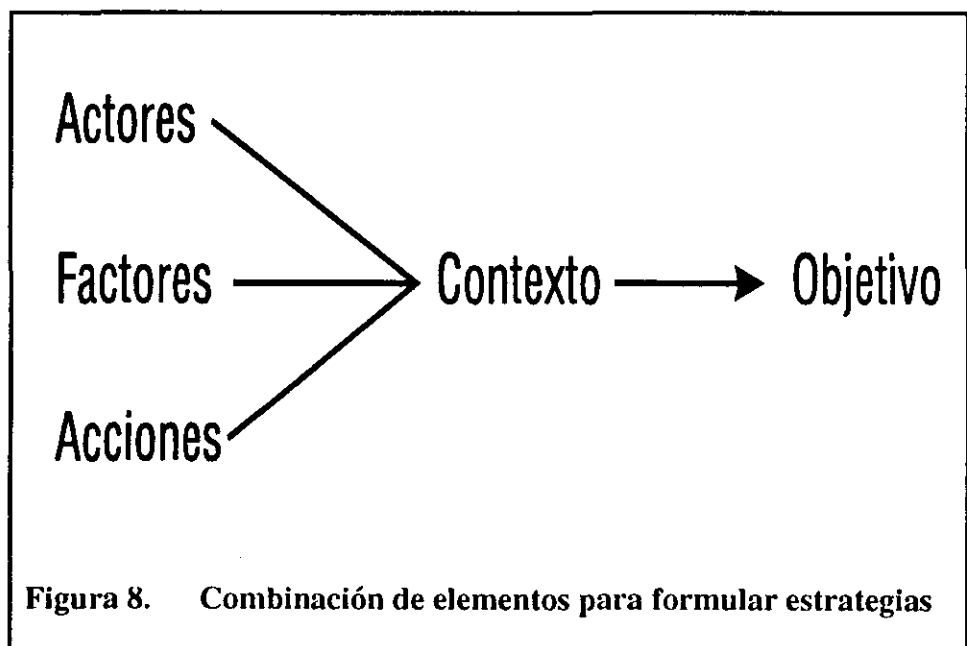 Actores
Factores Contexto Objetivo
Acciones
Figura 8. Combinación de elementos para formular estrategias